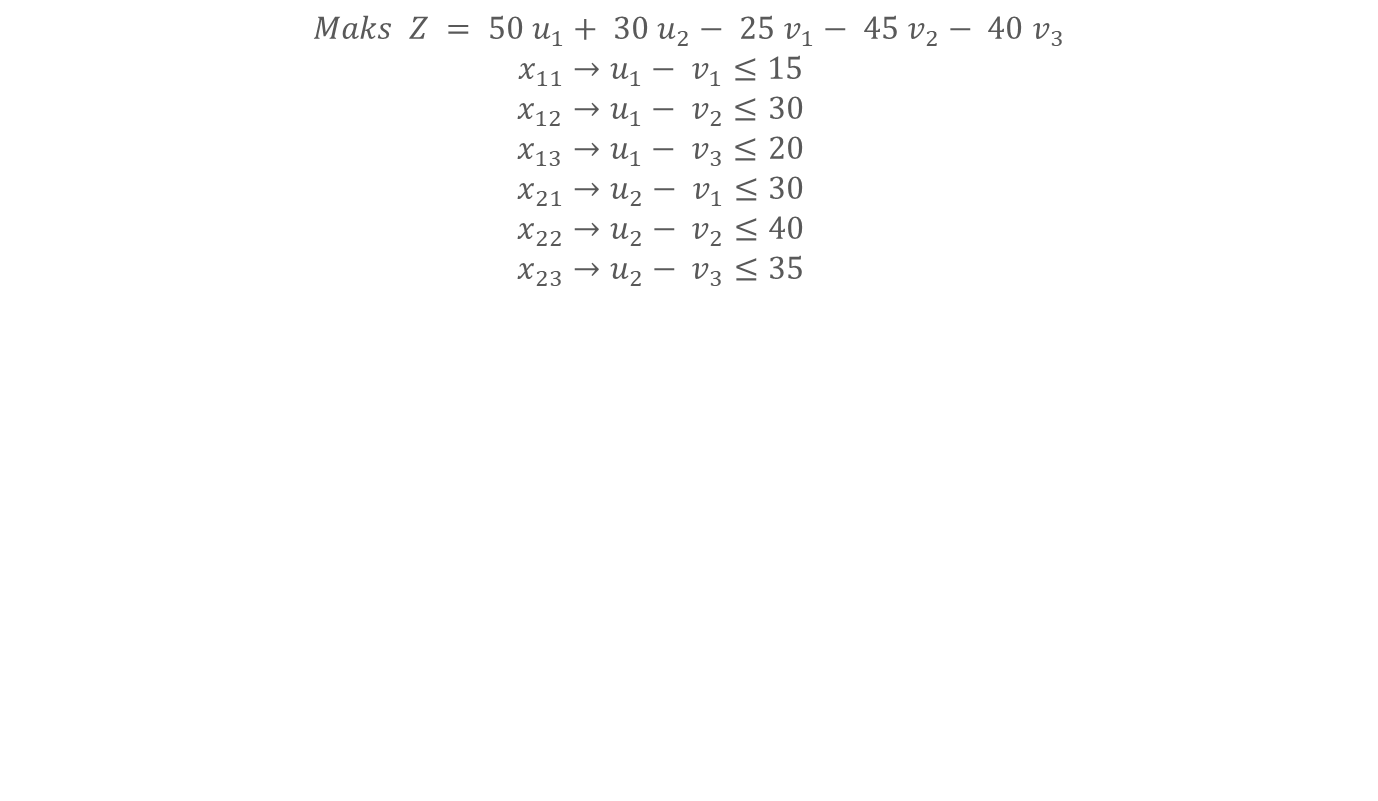 Maks Z = 50 u₁ + 30 u₂ − 25 v₁ − 45 v₂ − 40 v₃
x₁₁ → u₁ − v₁ ≤ 15
x₁₂ → u₁ − v₂ ≤ 30
x₁₃ → u₁ − v₃ ≤ 20
x₂₁ → u₂ − v₁ ≤ 30
x₂₂ → u₂ − v₂ ≤ 40
x₂₃ → u₂ − v₃ ≤ 35